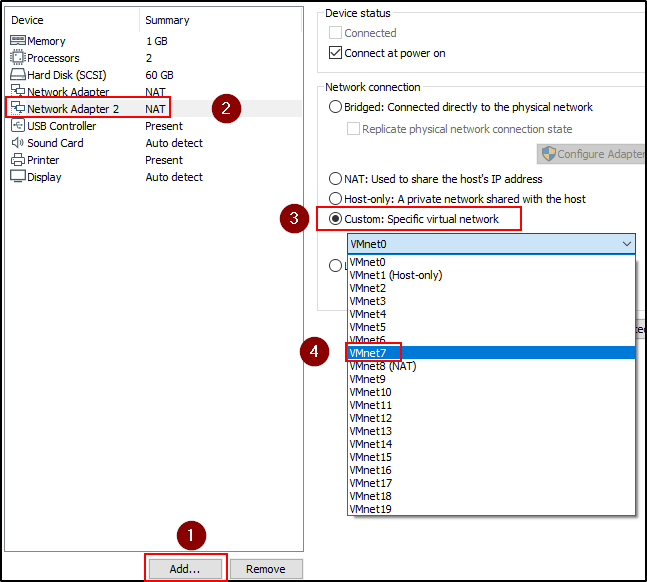 Device Summary
Memory 1 GB
Processors 2
Hard Disk (SCSI) 60 GB
Network Adapter NAT
Network Adapter 2 NAT
2
USB Controller Present
Sound Card Auto detect
Printer Present
Display Auto detect
1
Add... Remove
Device status
Connected
Connect at power on
Network connection
Bridged: Connected directly to the physical network
Replicate physical network connection state
Configure Adapter
NAT: Used to share the host's IP address
Host-only: A private network shared with the host
3
Custom: Specific virtual network
VMnet0
VMnet0
VMnet1 (Host-only)
VMnet2
VMnet3
VMnet4
VMnet5
VMnet6
4
VMnet7
VMnet8 (NAT)
VMnet9
VMnet10
VMnet11
VMnet12
VMnet13
VMnet14
VMnet15
VMnet16
VMnet17
VMnet18
VMnet19